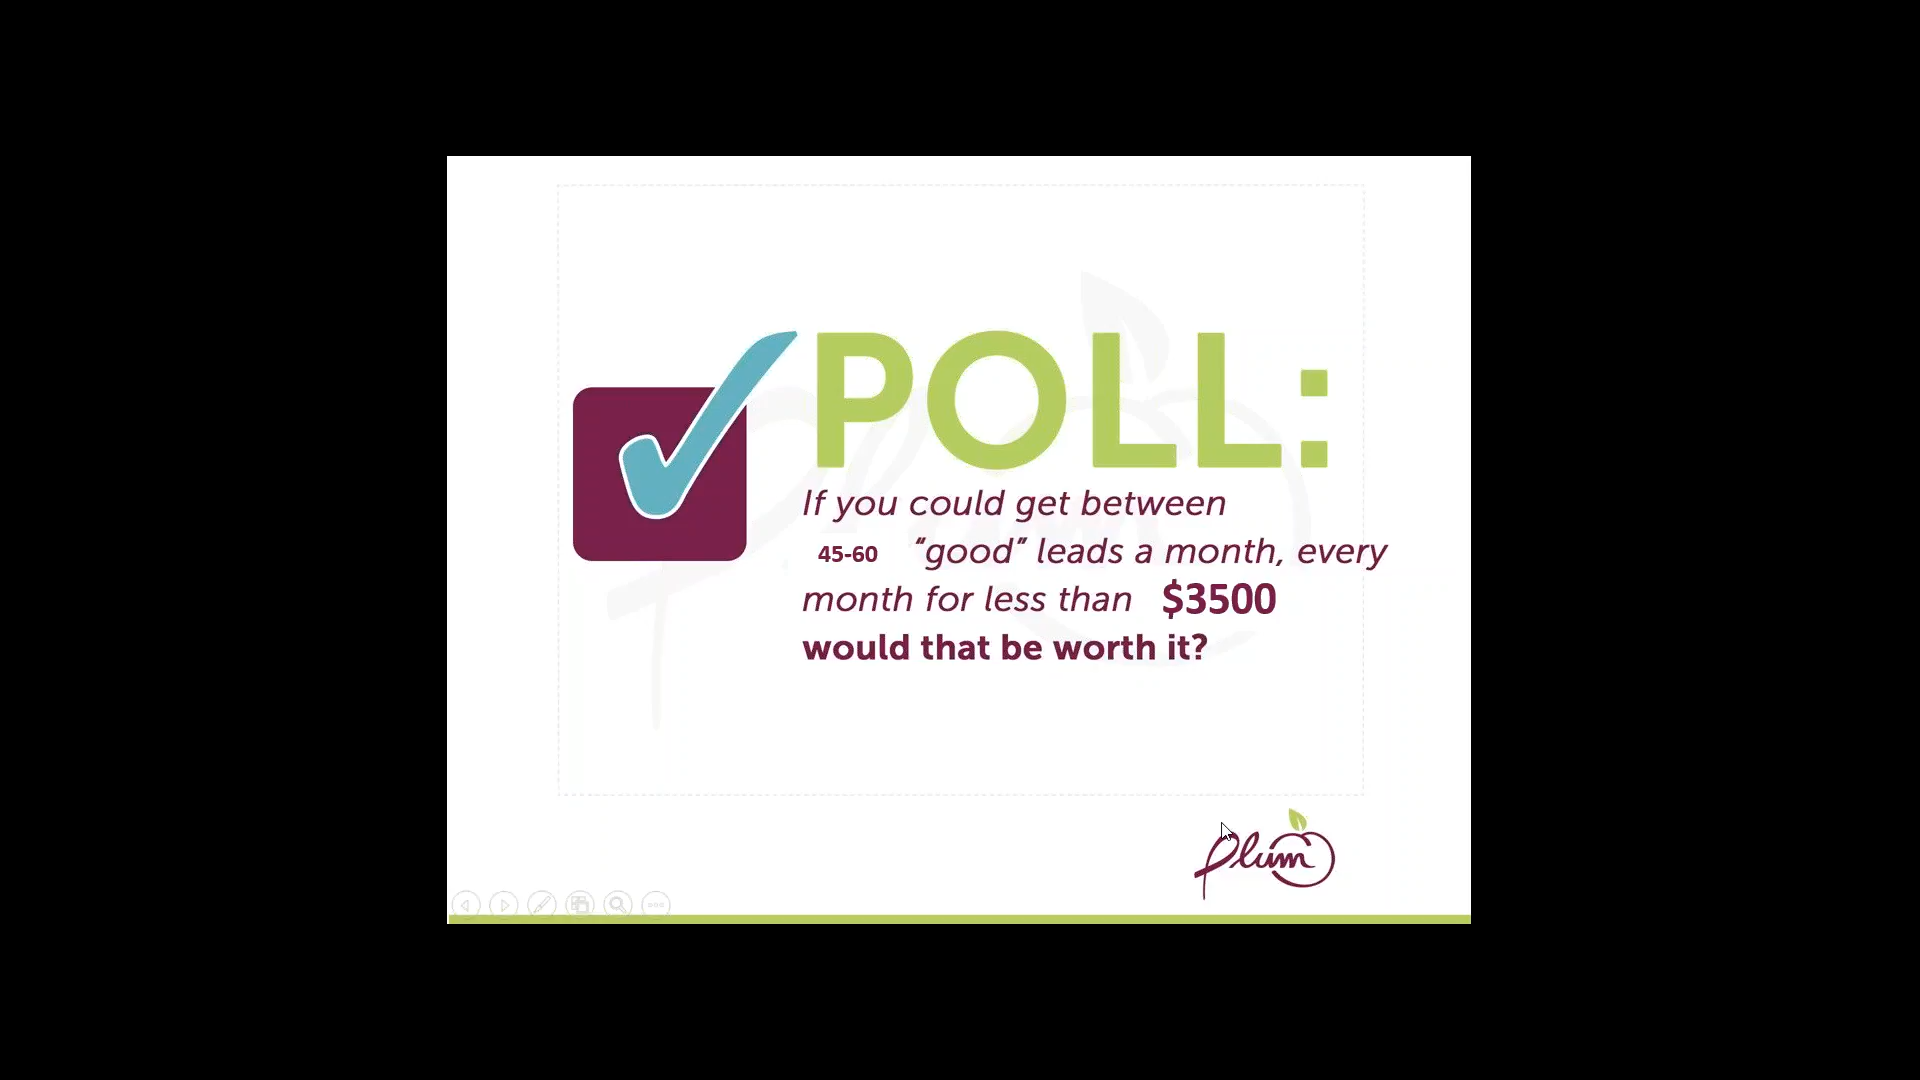 POLL:
If you could get between
45-60 “good” leads a month, every
month for less than $3500
would that be worth it?
plum